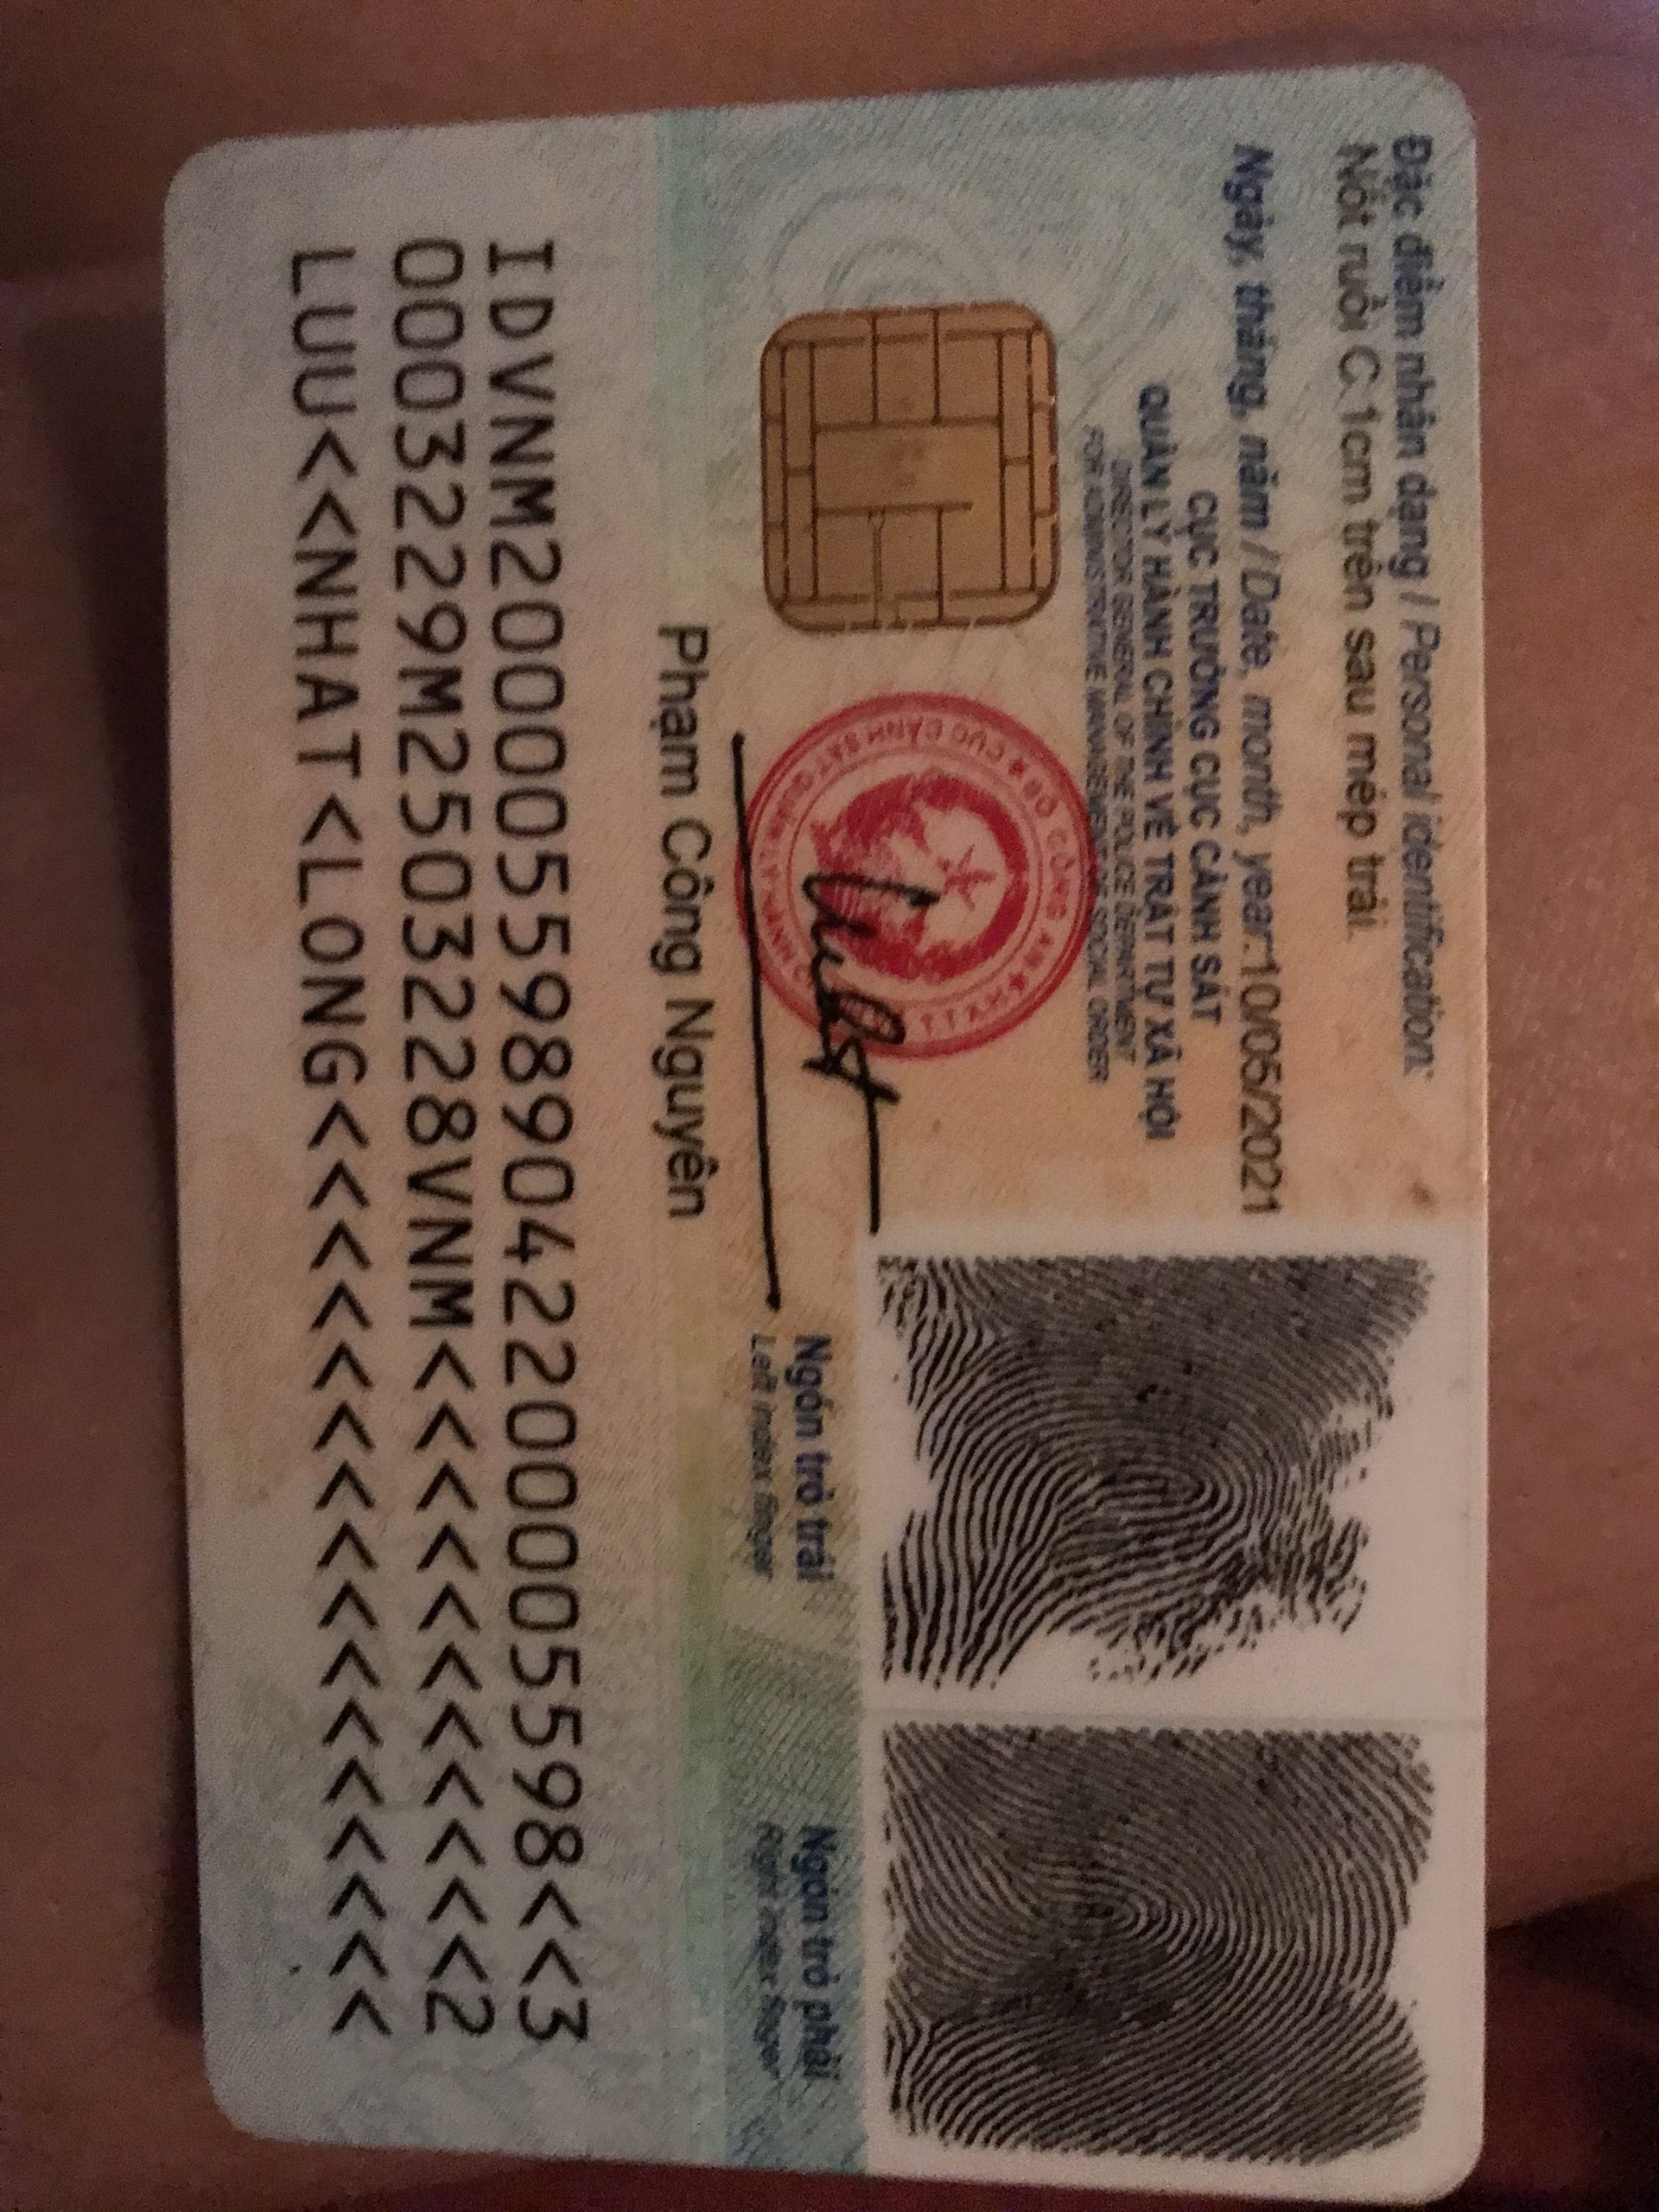 Đặc điểm nhân dạng / Personal identification:
Nốt ruồi C.1cm trên sau mép trái.
Ngày, tháng, năm / Date, month, year: 10/05/2021
CỤC TRƯỞNG CỤC CẢNH SÁT
QUẢN LÝ HÀNH CHÍNH VỀ TRẬT TỰ XÃ HỘI
DIRECTOR GENERAL OF THE POLICE DEPARTMENT
FOR ADMINISTRATIVE MANAGEMENT OF SOCIAL ORDER
Phạm Công Nguyên
Ngón trỏ trái
Left index finger
Ngón trỏ phải
Right index finger
IDVNM2000055989042200005598<<3
0003229M2503228VNM<<<<<<<<<<<2
LUU<<NHAT<LONG<<<<<<<<<<<<<<<<